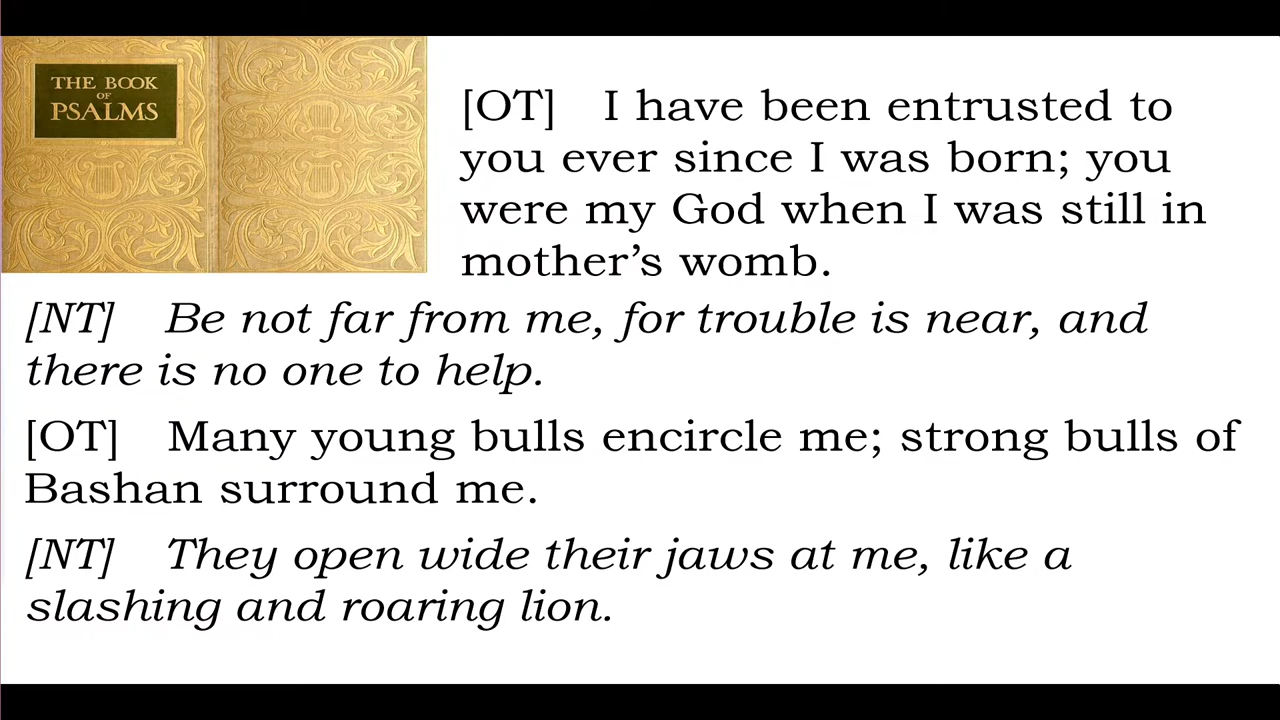 THE BOOK
OF
PSALMS
[OT] I have been entrusted to
you ever since I was born; you
were my God when I was still in
mother’s womb.
[NT] Be not far from me, for trouble is near, and
there is no one to help.
[OT] Many young bulls encircle me; strong bulls of
Bashan surround me.
[NT] They open wide their jaws at me, like a
slashing and roaring lion.